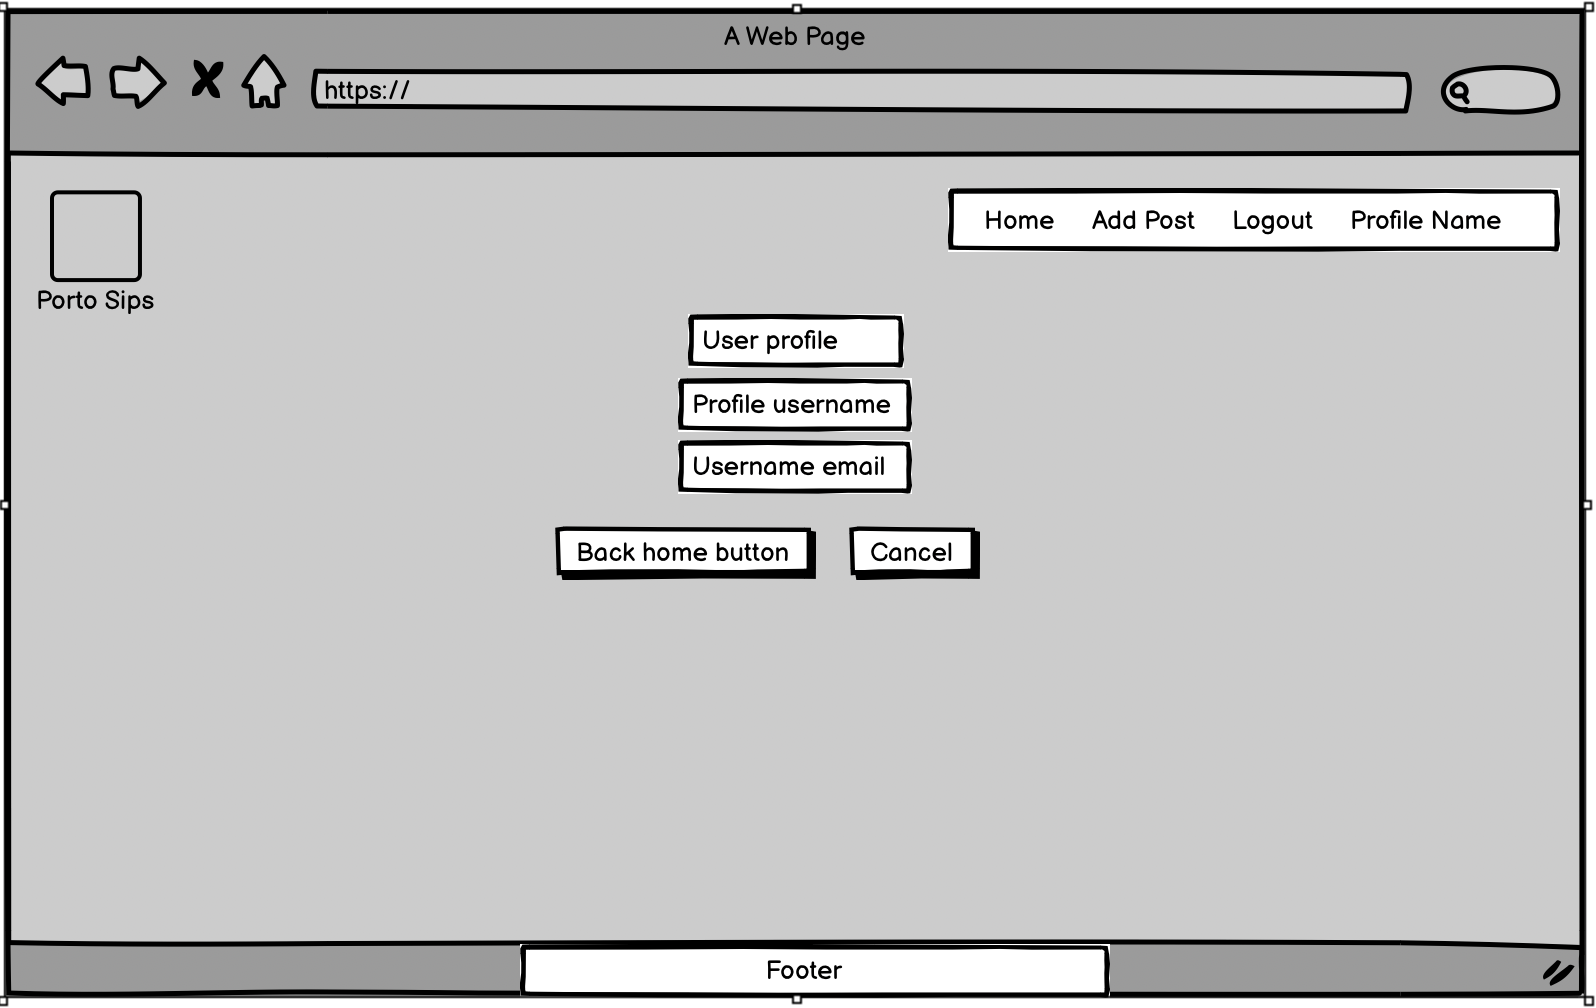 A Web Page
https://
Home Add Post Logout Profile Name
Porto Sips
User profile
Profile username
Username email
Back home button Cancel
Footer